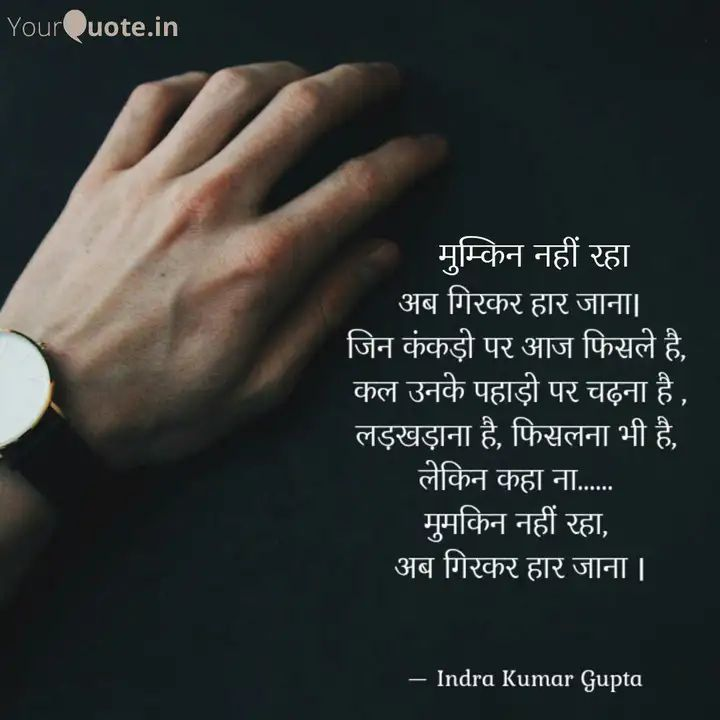 YourQuote.in
मुम्किन नहीं रहा
अब गिरकर हार जाना।
जिन कंकड़ो पर आज फिसले है,
कल उनके पहाड़ो पर चढ़ना है ,
लड़खड़ाना है, फिसलना भी है,
लेकिन कहा ना......
मुमकिन नहीं रहा,
अब गिरकर हार जाना ।
— Indra Kumar Gupta